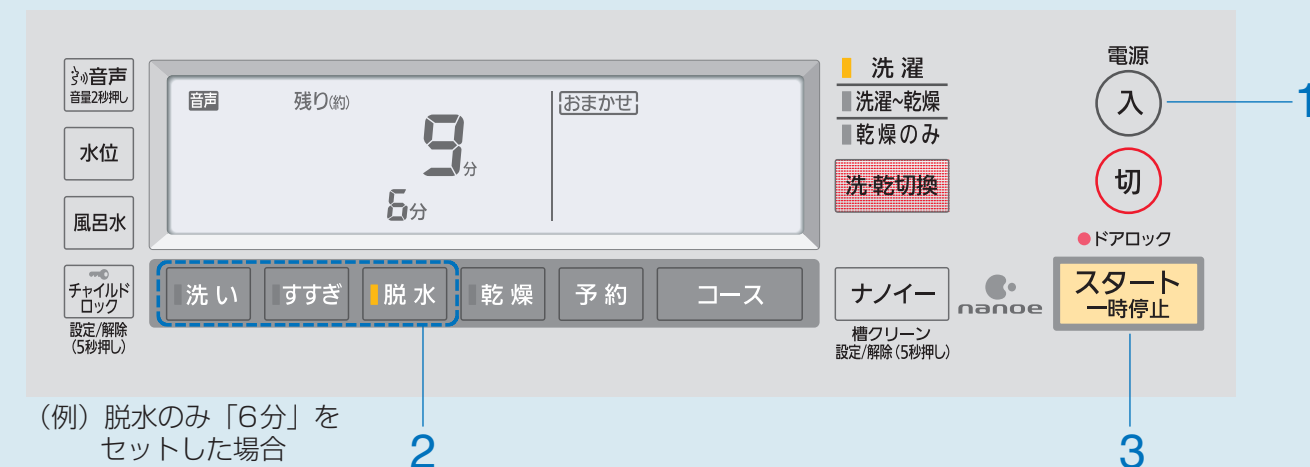 音声
音量2秒押し
水位
風呂水
チャイルド
ロック
設定/解除
(5秒押し)
音声 残り(約) おまかせ
9分
6分
洗い すすぎ 脱水 乾燥 予約 コース
洗濯
洗濯~乾燥
乾燥のみ
洗・乾切換
ナノイー
nanoe
槽クリーン
設定/解除(5秒押し)
電源
入
切
ドアロック
スタート
一時停止
1
2
3
(例)脱水のみ「6分」を
セットした場合